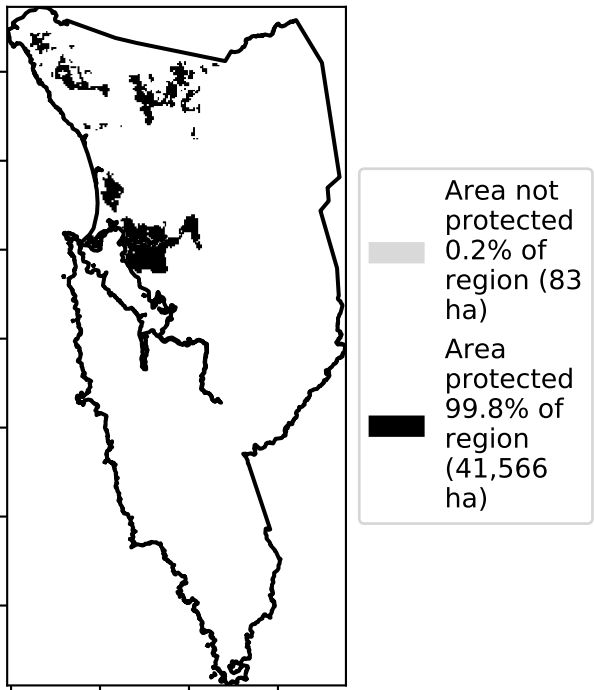 Area not
protected
0.2% of
region (83
ha)
Area
protected
99.8% of
region
(41,566
ha)